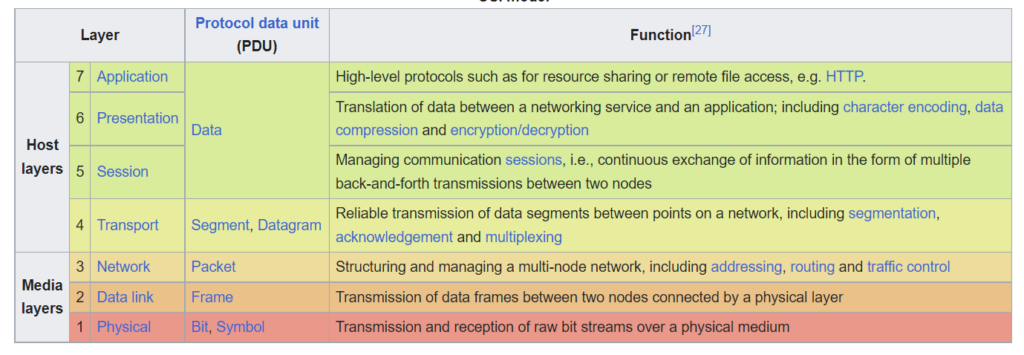 Layer
Protocol data unit
(PDU)
Function[27]
Host
layers
7 Application
Data
High-level protocols such as for resource sharing or remote file access, e.g. HTTP.
6 Presentation
Translation of data between a networking service and an application; including character encoding, data
compression and encryption/decryption
5 Session
Managing communication sessions, i.e., continuous exchange of information in the form of multiple
back-and-forth transmissions between two nodes
4 Transport
Segment, Datagram
Reliable transmission of data segments between points on a network, including segmentation,
acknowledgement and multiplexing
Media
layers
3 Network
Packet
Structuring and managing a multi-node network, including addressing, routing and traffic control
2 Data link
Frame
Transmission of data frames between two nodes connected by a physical layer
1 Physical
Bit, Symbol
Transmission and reception of raw bit streams over a physical medium